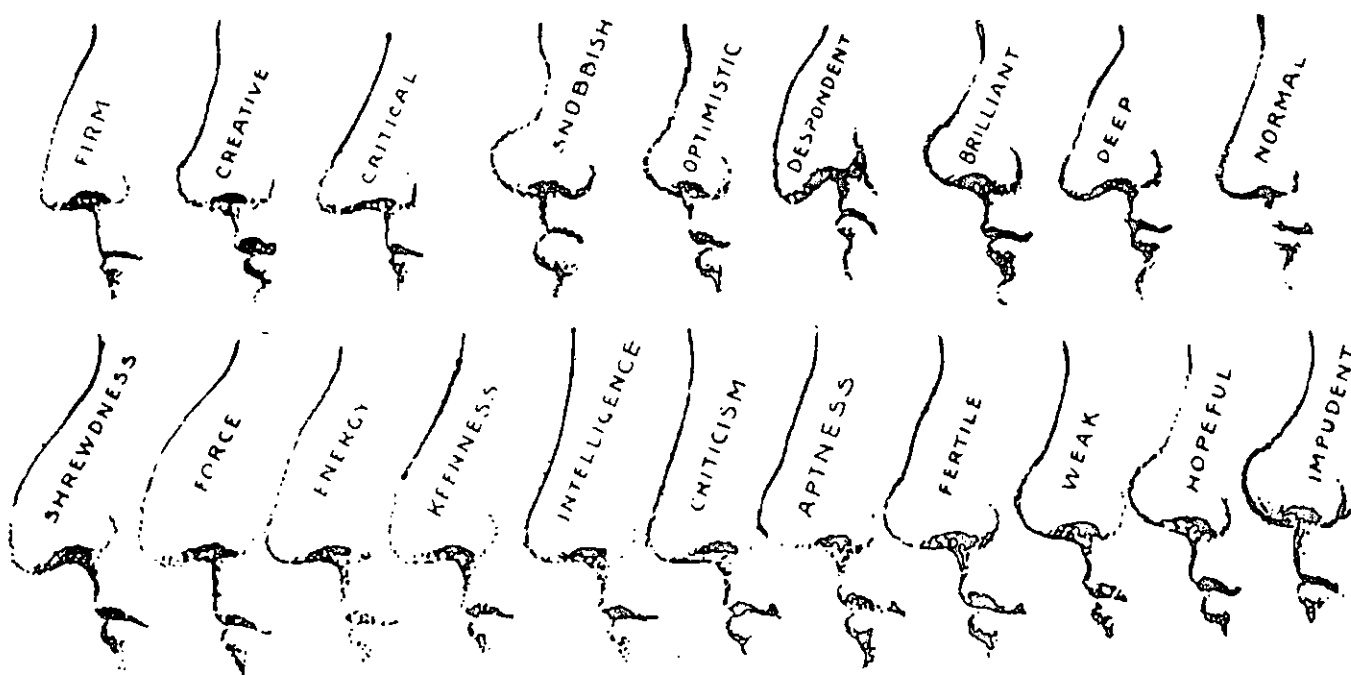 FIRM
CREATIVE
CRITICAL
SNOBBISH
OPTIMISTIC
DESPONDENT
BRILLIANT
DEEP
NORMAL
SHREWDNESS
FORCE
ENERGY
KEENNESS
INTELLIGENCE
CRITICISM
APTNESS
FERTILE
WEAK
HOPEFUL
IMPUDENT